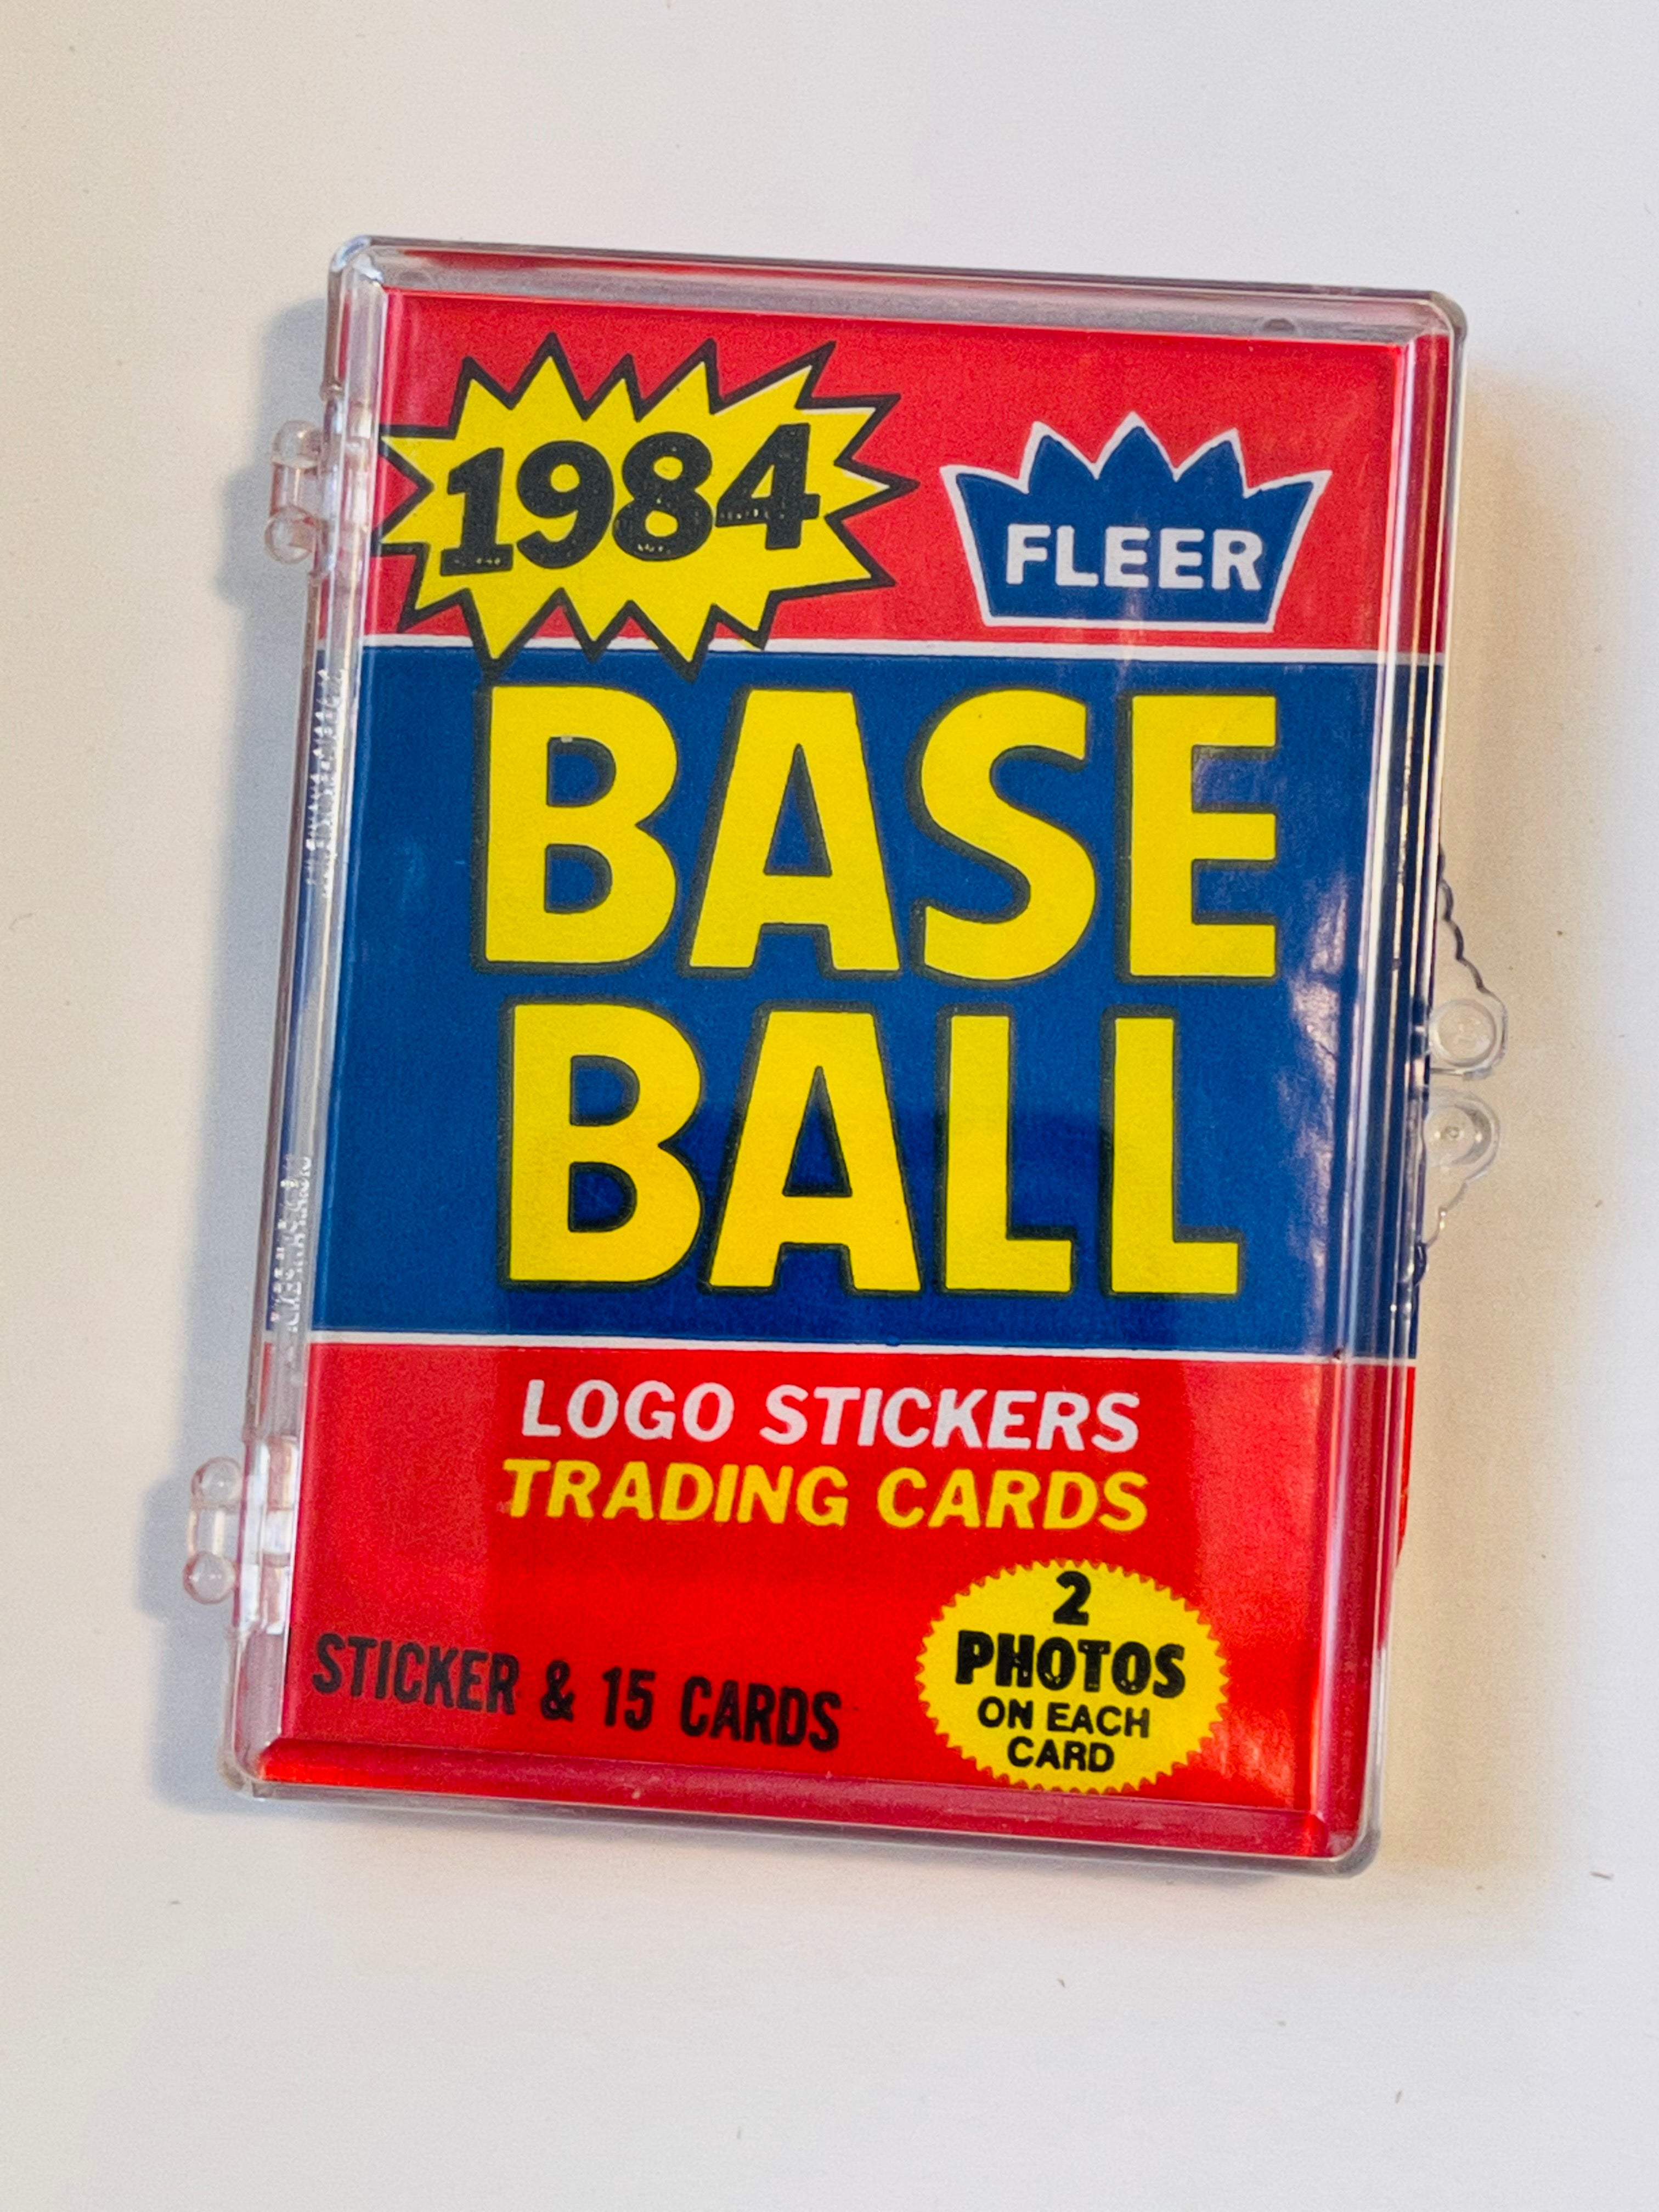 1984
FLEER
BASE
BALL
LOGO STICKERS
TRADING CARDS
STICKER & 15 CARDS
2
PHOTOS
ON EACH
CARD